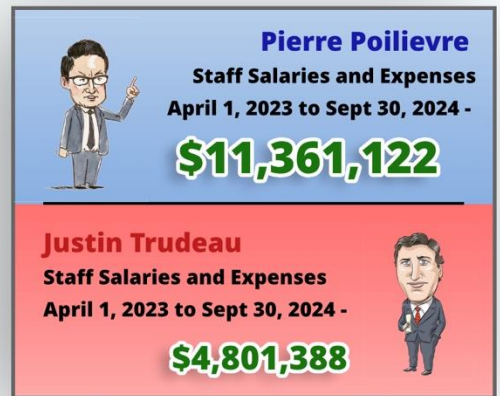 Pierre Poilievre
Staff Salaries and Expenses
April 1, 2023 to Sept 30, 2024 -
$11,361,122
Justin Trudeau
Staff Salaries and Expenses
April 1, 2023 to Sept 30, 2024 -
$4,801,388